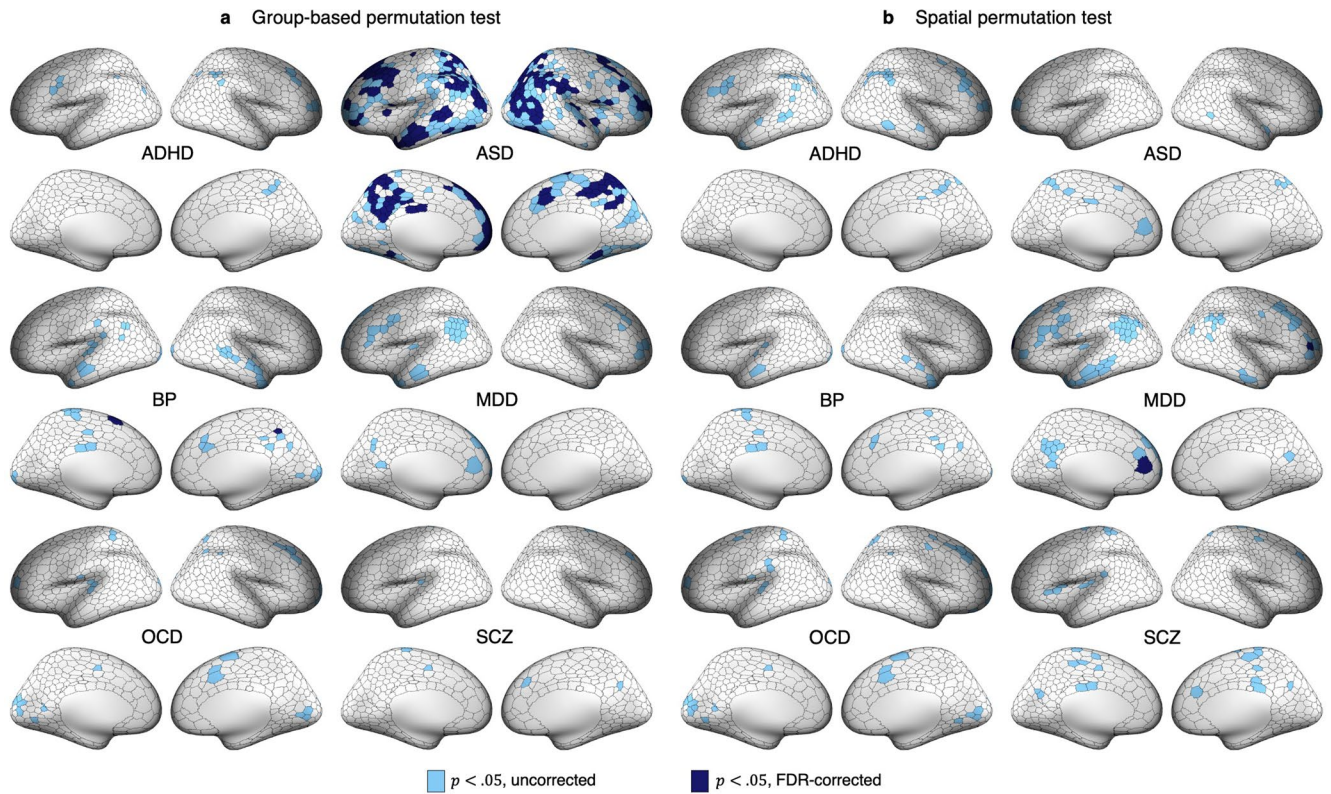 a Group-based permutation test
b Spatial permutation test
ADHD
ASD
ADHD
ASD
BP
MDD
BP
MDD
OCD
SCZ
OCD
SCZ
p < .05, uncorrected
p < .05, FDR-corrected